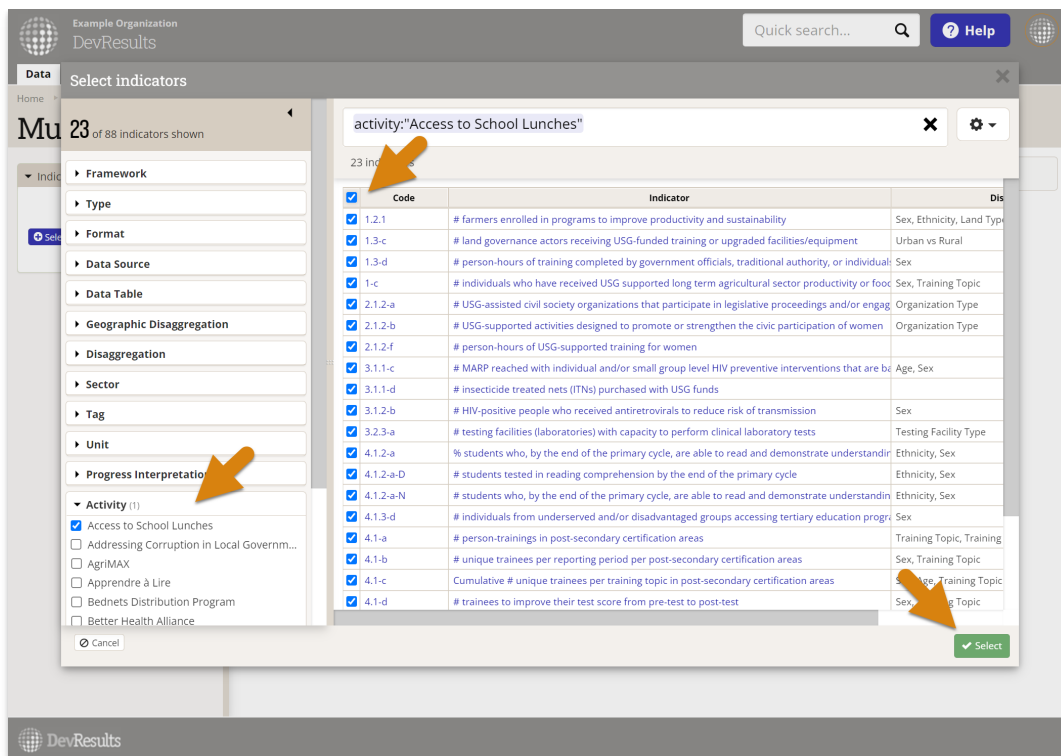 Example Organization
DevResults
Quick search...
Help
Data
Select indicators
Home
Mu
23 of 88 indicators shown
activity:"Access to School Lunches"
23
Framework
Type
Format
Data Source
Data Table
Geographic Disaggregation
Disaggregation
Sector
Tag
Unit
Progress Interpretation
Activity (1)
Access to School Lunches
Addressing Corruption in Local Governm...
AgriMAX
Apprendre à Lire
Bednets Distribution Program
Better Health Alliance
Indic
Sele
Code Indicator Dis
1.2.1 # farmers enrolled in programs to improve productivity and sustainability Sex, Ethnicity, Land Type
1.3-c # land governance actors receiving USG-funded training or upgraded facilities/equipment Urban vs Rural
1.3-d # person-hours of training completed by government officials, traditional authority, or individuals Sex
1-c # individuals who have received USG supported long term agricultural sector productivity or food Sex, Training Topic
2.1.2-a # USG-assisted civil society organizations that participate in legislative proceedings and/or engag Organization Type
2.1.2-b # USG-supported activities designed to promote or strengthen the civic participation of women Organization Type
2.1.2-f # person-hours of USG-supported training for women
3.1.1-c # MARP reached with individual and/or small group level HIV preventive interventions that are ba Age, Sex
3.1.1-d # insecticide treated nets (ITNs) purchased with USG funds
3.1.2-b # HIV-positive people who received antiretrovirals to reduce risk of transmission Sex
3.2.3-a # testing facilities (laboratories) with capacity to perform clinical laboratory tests Testing Facility Type
4.1.2-a % students who, by the end of the primary cycle, are able to read and demonstrate understandin Ethnicity, Sex
4.1.2-a-D # students tested in reading comprehension by the end of the primary cycle Ethnicity, Sex
4.1.2-a-N # students who, by the end of the primary cycle, are able to read and demonstrate understandin Ethnicity, Sex
4.1.3-d # individuals from underserved and/or disadvantaged groups accessing tertiary education progra Sex
4.1-a # person-trainings in post-secondary certification areas Training Topic, Training
4.1-b # unique trainees per reporting period per post-secondary certification areas Sex, Training Topic
4.1-c Cumulative # unique trainees per training topic in post-secondary certification areas Age, Training Topic
4.1-d # trainees to improve their test score from pre-test to post-test Sex, Topic
Cancel
Select
DevResults